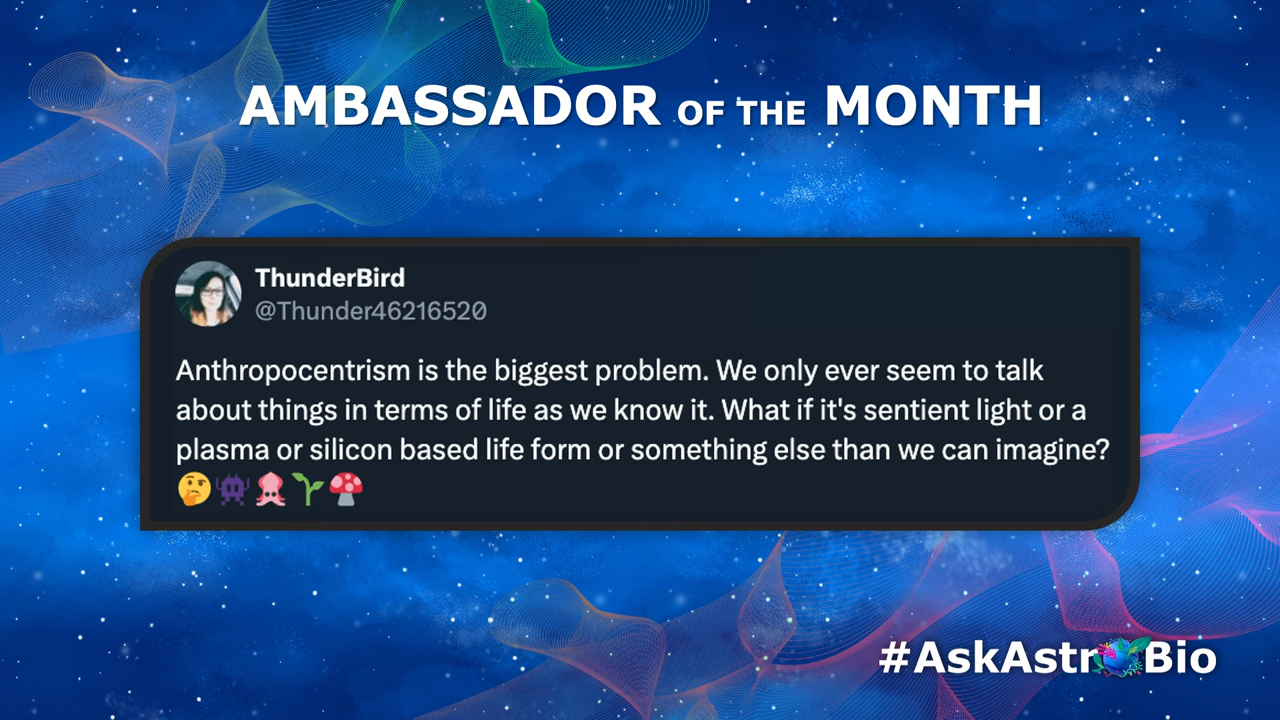 AMBASSADOR OF THE MONTH
ThunderBird
@Thunder46216520
Anthropocentrism is the biggest problem. We only ever seem to talk
about things in terms of life as we know it. What if it's sentient light or a
plasma or silicon based life form or something else than we can imagine?
🤔👾🦑🌱🍄
#AskAstroBio